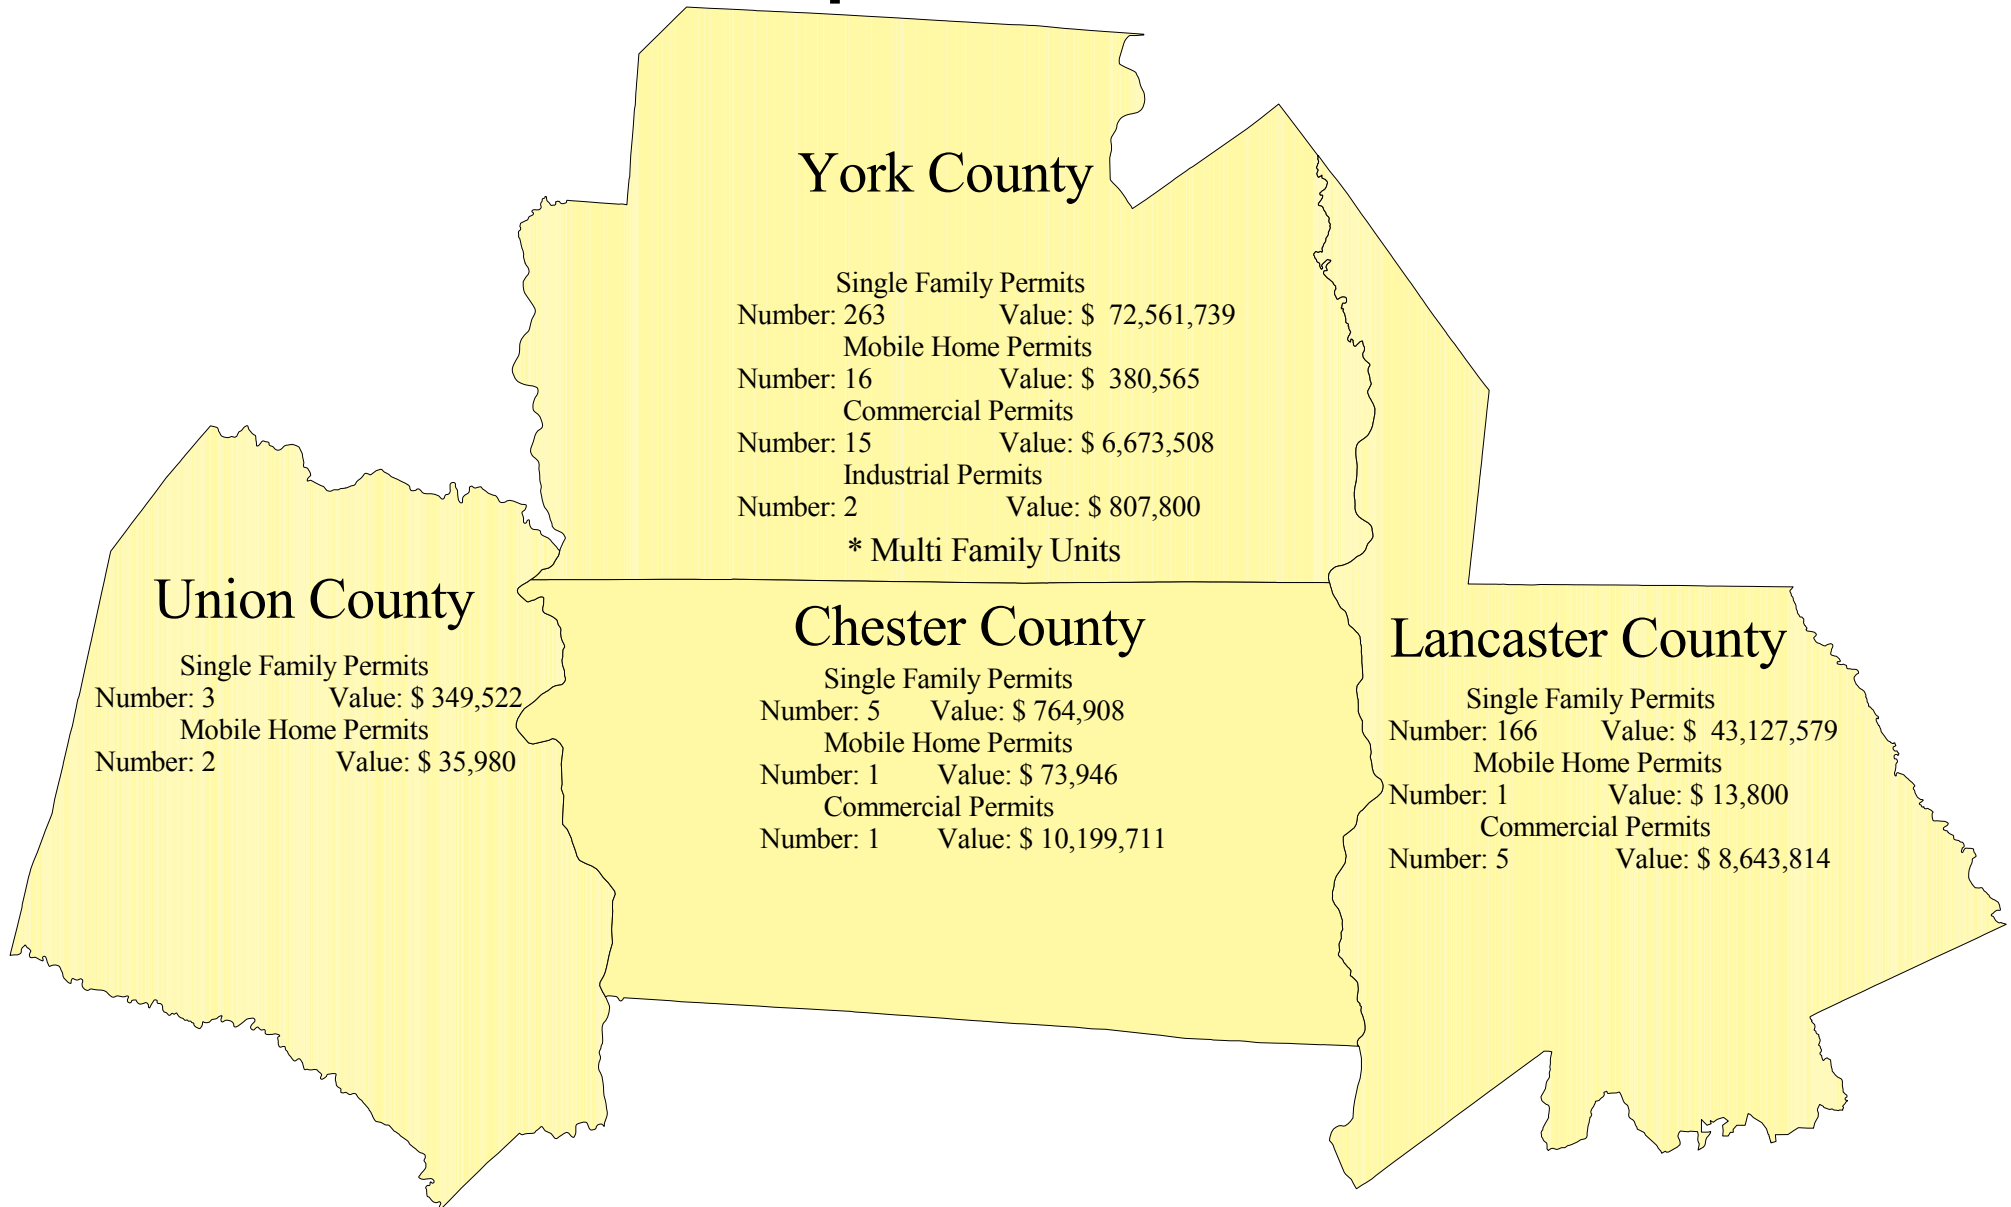 York County
Single Family Permits
Number: 263 Value: $ 72,561,739
Mobile Home Permits
Number: 16 Value: $ 380,565
Commercial Permits
Number: 15 Value: $ 6,673,508
Industrial Permits
Number: 2 Value: $ 807,800
* Multi Family Units
Union County
Single Family Permits
Number: 3 Value: $ 349,522
Mobile Home Permits
Number: 2 Value: $ 35,980
Chester County
Single Family Permits
Number: 5 Value: $ 764,908
Mobile Home Permits
Number: 1 Value: $ 73,946
Commercial Permits
Number: 1 Value: $ 10,199,711
Lancaster County
Single Family Permits
Number: 166 Value: $ 43,127,579
Mobile Home Permits
Number: 1 Value: $ 13,800
Commercial Permits
Number: 5 Value: $ 8,643,814